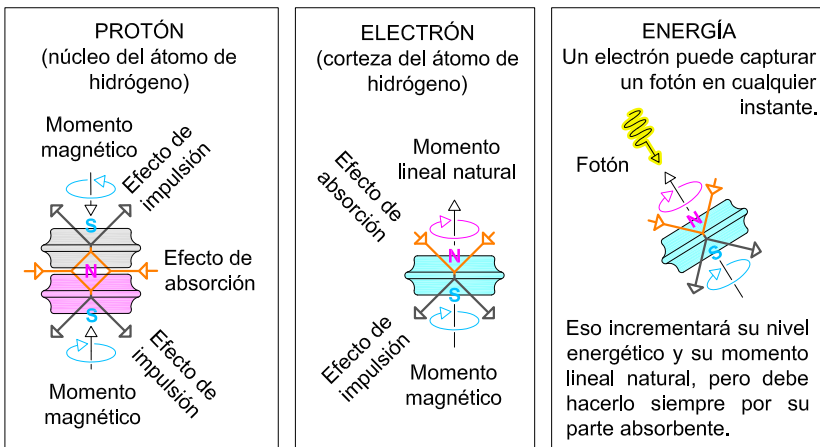 PROTÓN
(núcleo del átomo de
hidrógeno)
Momento
magnético
Efecto de
impulsión
S
N
Efecto de
absorción
S
Efecto de
impulsión
Momento
magnético
ELECTRÓN
(corteza del átomo de
hidrógeno)
Momento
lineal natural
Efecto de
absorción
N
S
Efecto de
impulsión
Momento
magnético
ENERGÍA
Un electrón puede capturar
un fotón en cualquier
instante.
Fotón
N
S
Eso incrementará su nivel
energético y su momento
lineal natural, pero debe
hacerlo siempre por su
parte absorbente.